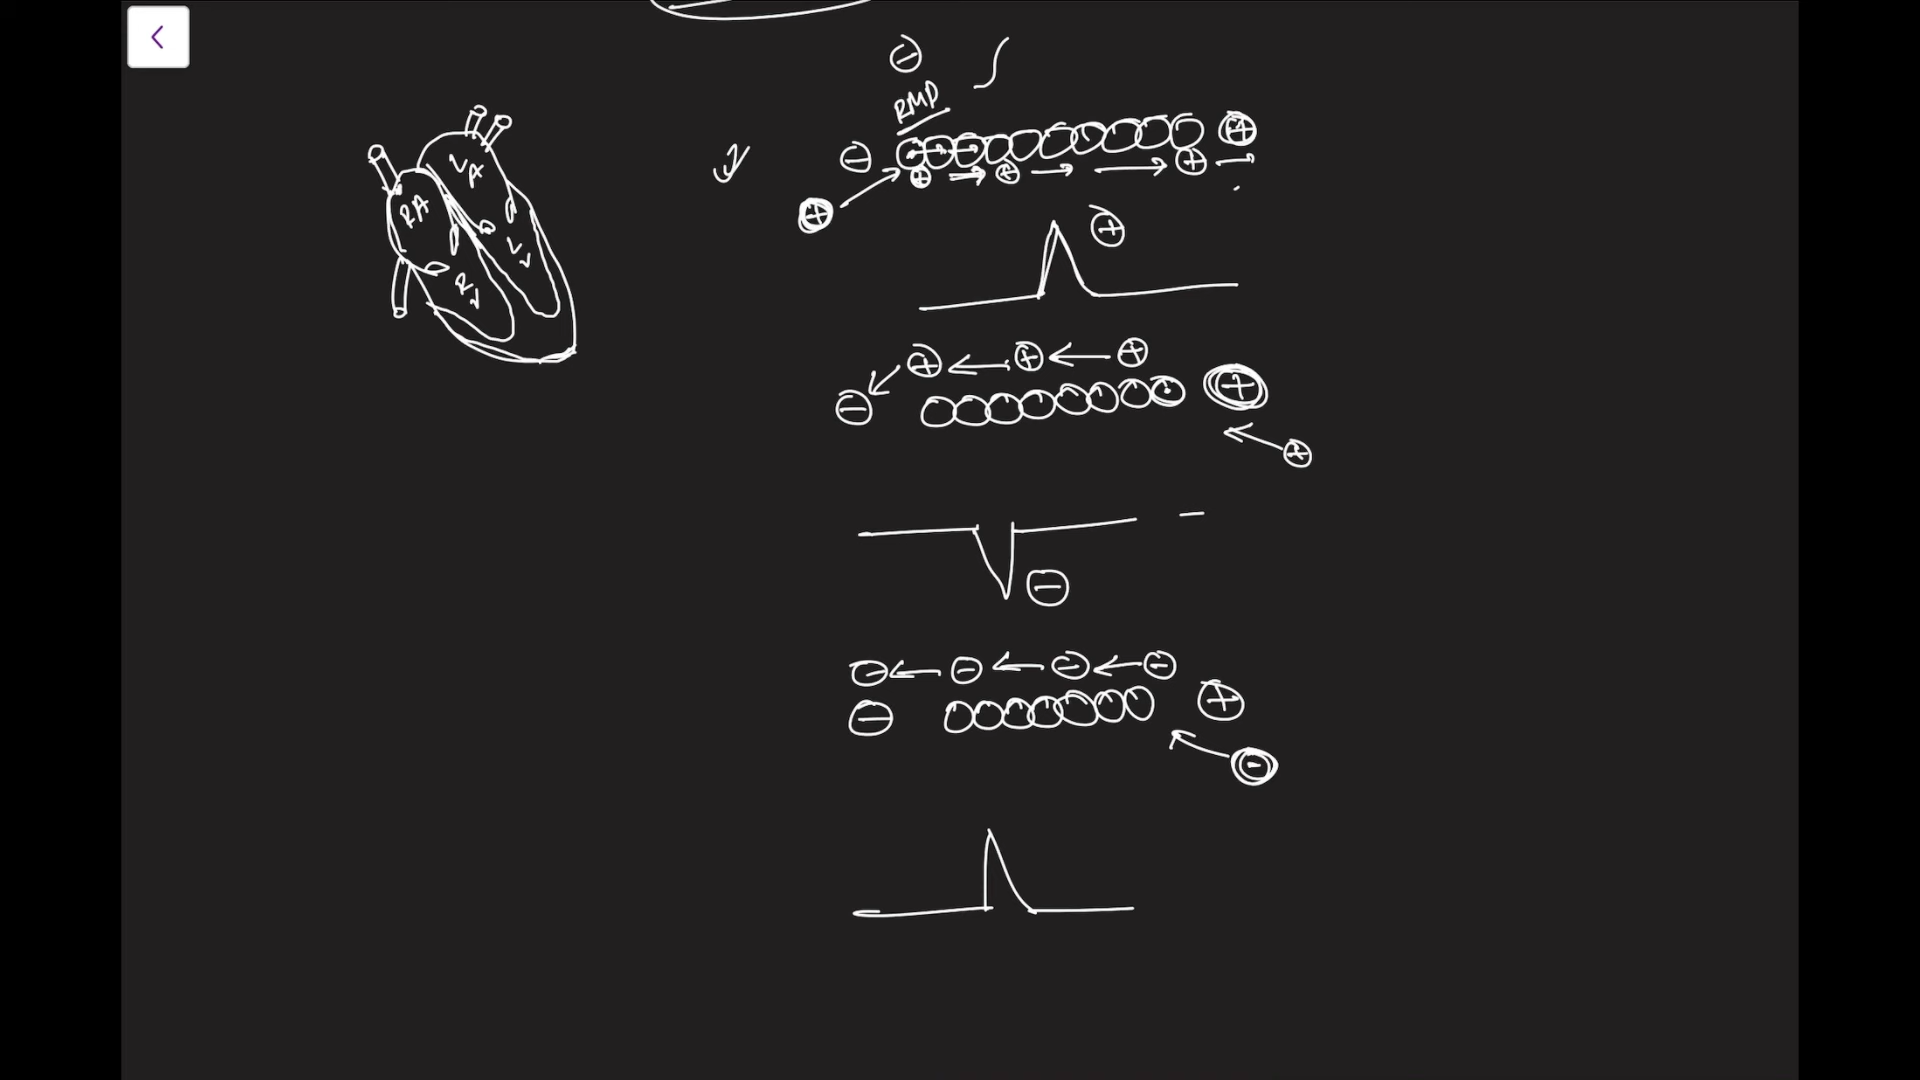 ⊖
RMP
⊖ ⊕
⊕ ⊕ ⊕
⊕
⊕
LA
RA
LV
RV
⊕ ← ⊕ ← ⊕
⊖ ⊕
← ⊕
⊖
⊖ ← ⊖ ← ⊖ ← ⊖
⊖ ⊕
⊖